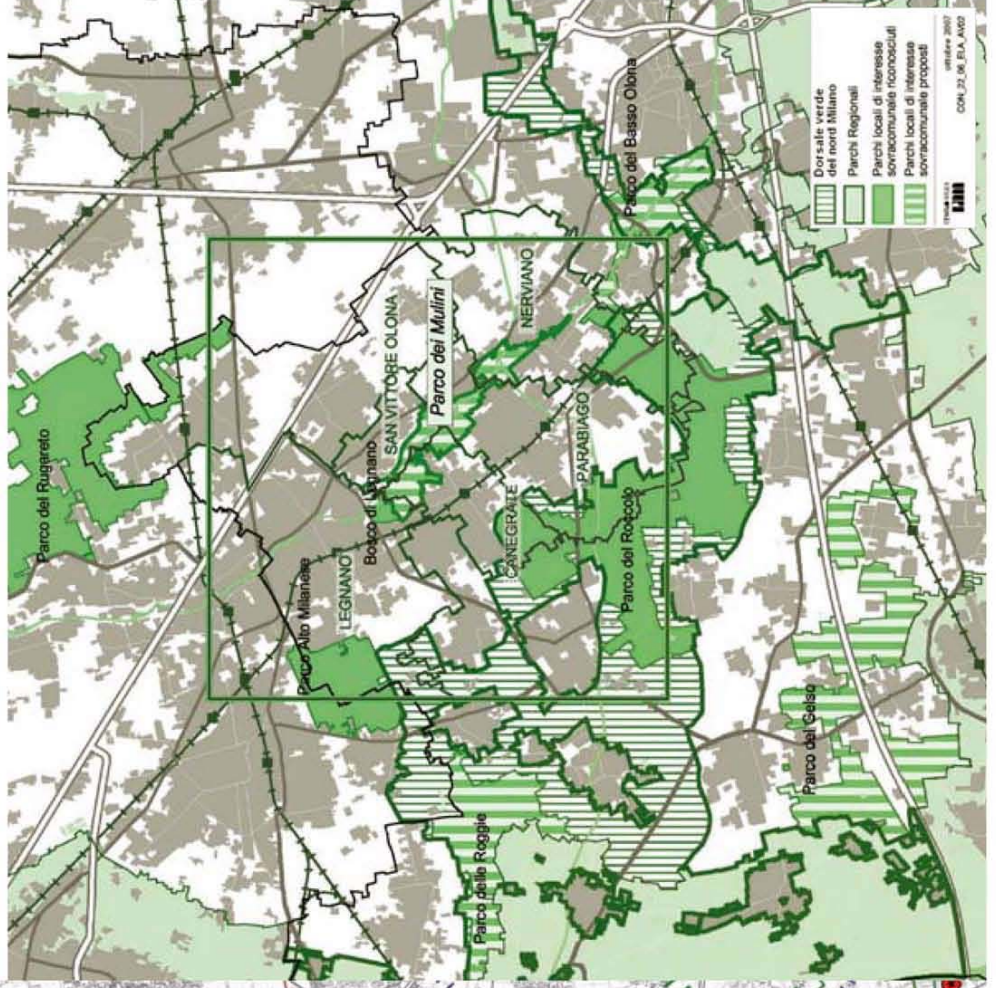 Parco del Rugareto
Parco Alto Milanese
LEGNANO
Bosco di Legnano
SAN VITTORE OLONA
Parco dei Mulini
NERVIANO
CANEGRATE
PARABIAGO
Parco del Roccolo
Parco del Basso Olona
Parco delle Roggie
Parco del Gelso
Dorsale verde
del nord Milano
Parchi Regionali
Parchi locali di interesse
sovracomunale riconosciuti
Parchi locali di interesse
sovracomunale proposti
ottobre 2007